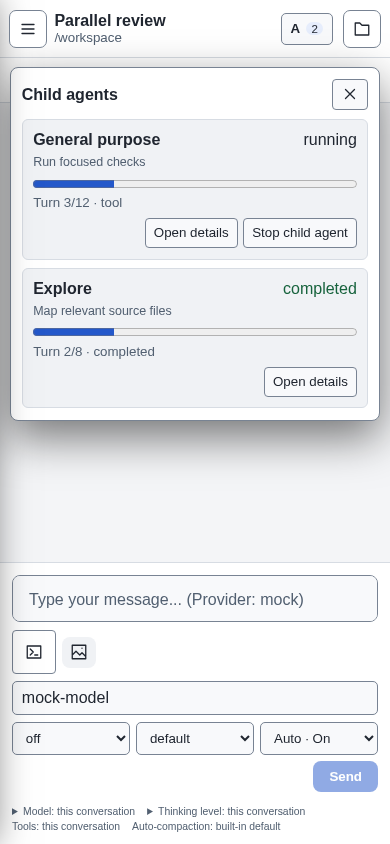 Parallel review
/workspace
A 2
Child agents
General purpose running
Run focused checks
Turn 3/12 · tool
Open details Stop child agent
Explore completed
Map relevant source files
Turn 2/8 · completed
Open details
Type your message... (Provider: mock)
mock-model
off default Auto · On
Send
Model: this conversation Thinking level: this conversation
Tools: this conversation Auto-compaction: built-in default